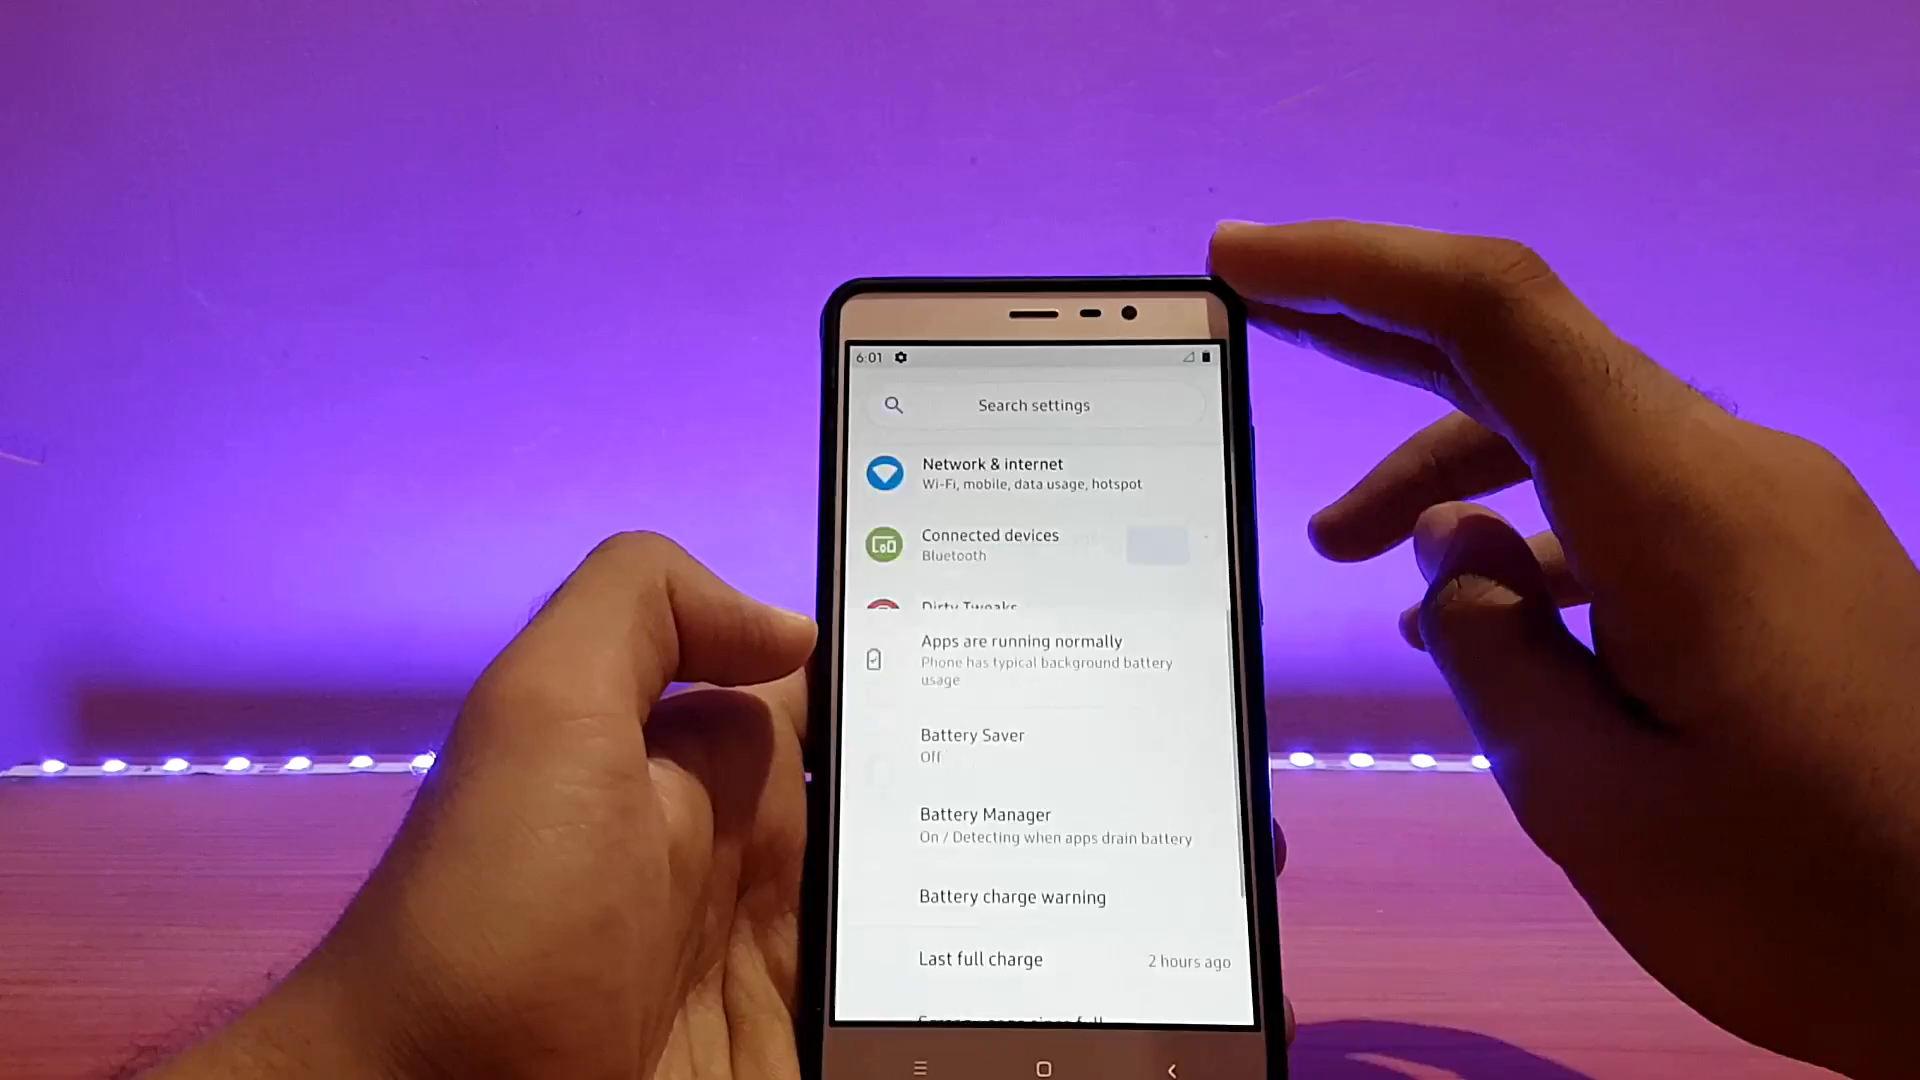 6:01
Search settings
Network & internet
Wi-Fi, mobile, data usage, hotspot
Connected devices
Bluetooth
Dirty Tweaks
Apps are running normally
Phone has typical background battery
usage
Battery Saver
Off
Battery Manager
On / Detecting when apps drain battery
Battery charge warning
Last full charge
2 hours ago